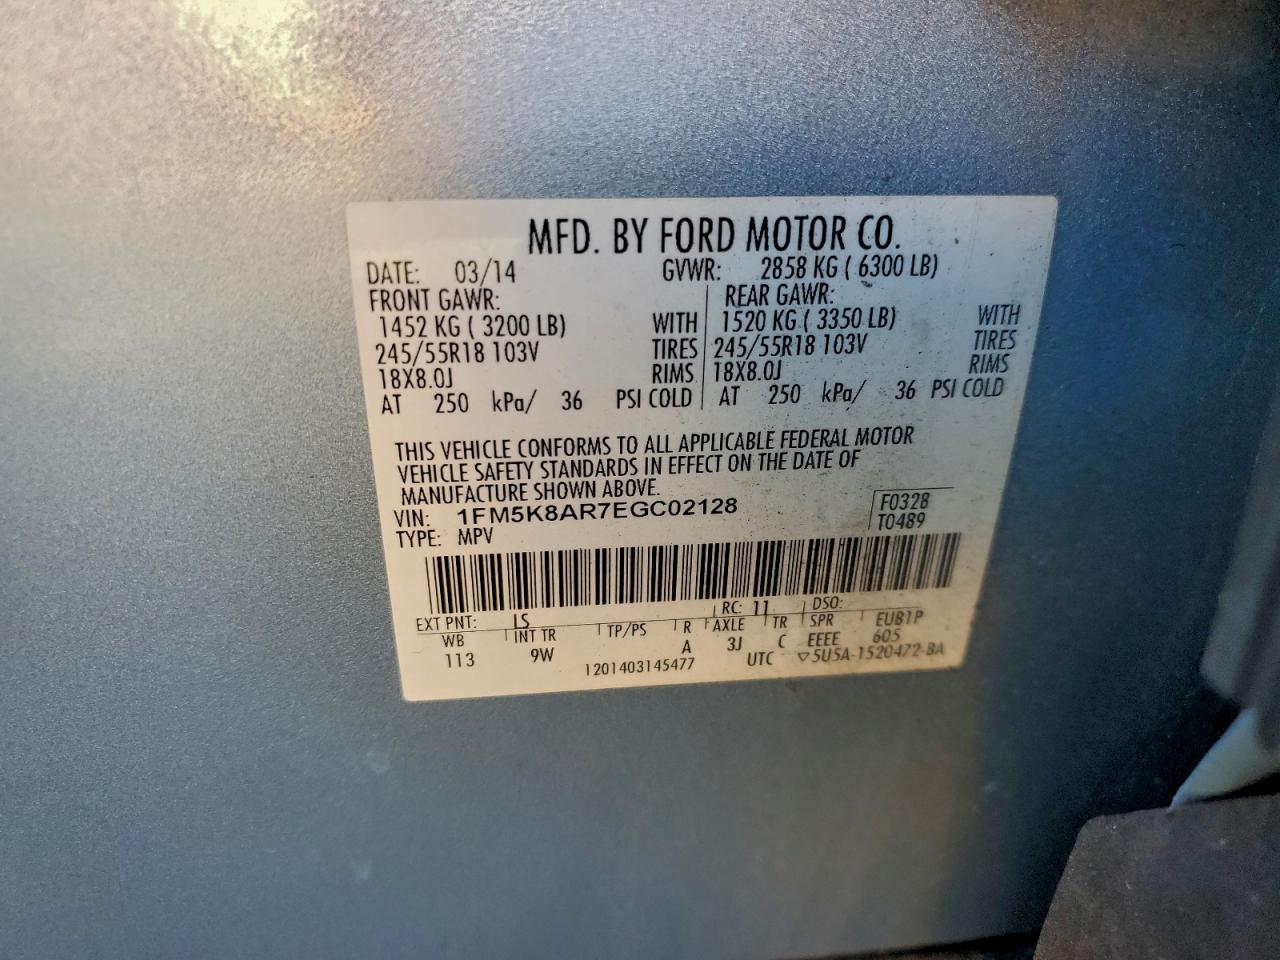 MFD. BY FORD MOTOR CO.
DATE: 03/14 GVWR: 2858 KG ( 6300 LB)
FRONT GAWR: REAR GAWR:
1452 KG ( 3200 LB) WITH 1520 KG ( 3350 LB) WITH
245/55R18 103V TIRES 245/55R18 103V TIRES
18X8.0J RIMS 18X8.0J RIMS
AT 250 kPa/ 36 PSI COLD AT 250 kPa/ 36 PSI COLD
THIS VEHICLE CONFORMS TO ALL APPLICABLE FEDERAL MOTOR
VEHICLE SAFETY STANDARDS IN EFFECT ON THE DATE OF
MANUFACTURE SHOWN ABOVE.
VIN: 1FM5K8AR7EGC02128 F0328
TYPE: MPV T0489
EXT PNT: LS RC: 11 DSO:
WB INT TR TP/PS R AXLE TR SPR EUB1P
113 9W A 3J C EEEE 605
1201403145477 UTC ▽5U5A-1520472-BA